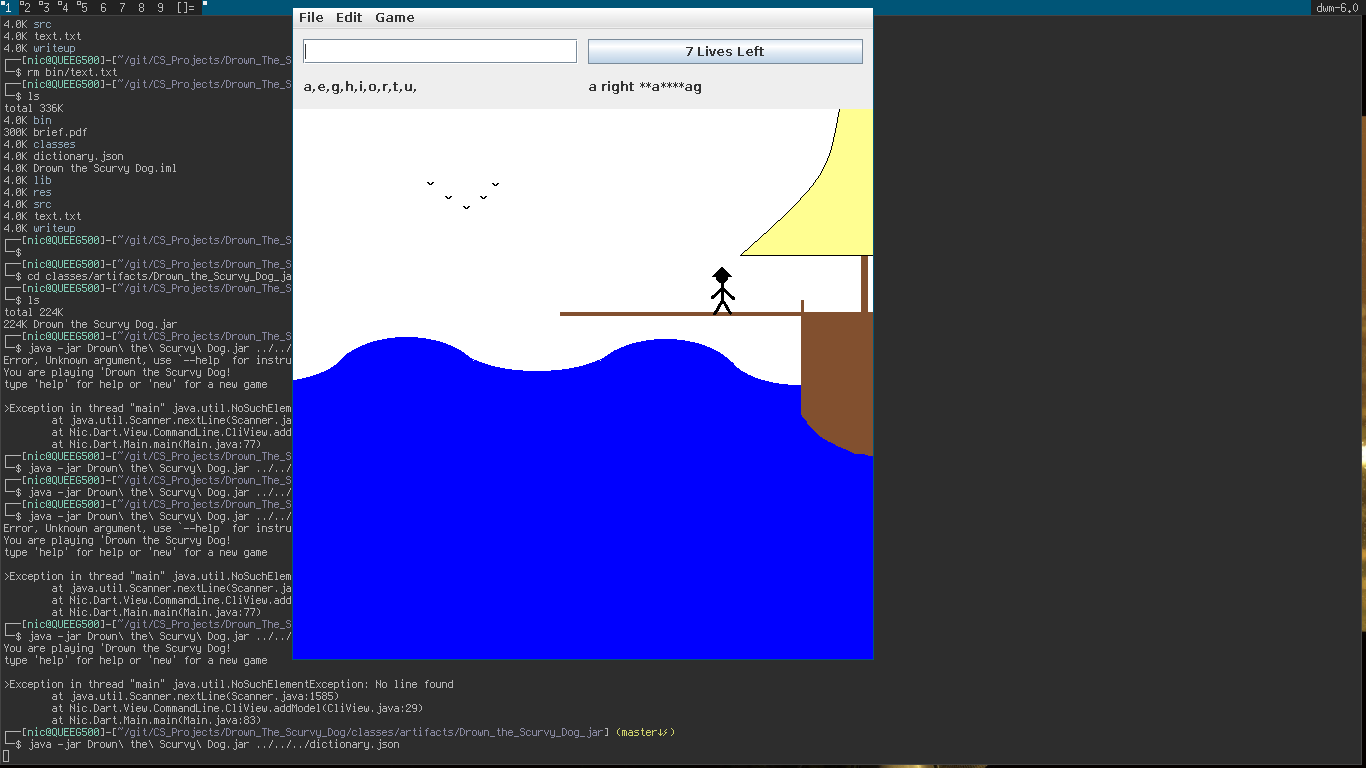 1 2 3 4 5 6 7 8 9 []= dwm-6.0
File Edit Game
7 Lives Left
a,e,g,h,i,o,r,t,u,
a right **a****ag
4.0K src
4.0K text.txt
4.0K writeup
┌──[nic@QUEEG500]-[~/git/CS_Projects/Drown_The_S
└─$ rm bin/text.txt
┌──[nic@QUEEG500]-[~/git/CS_Projects/Drown_The_S
└─$ ls
total 336K
4.0K bin
300K brief.pdf
4.0K classes
4.0K dictionary.json
4.0K Drown the Scurvy Dog.iml
4.0K lib
4.0K res
4.0K src
4.0K text.txt
4.0K writeup
┌──[nic@QUEEG500]-[~/git/CS_Projects/Drown_The_S
└─$
┌──[nic@QUEEG500]-[~/git/CS_Projects/Drown_The_S
└─$ cd classes/artifacts/Drown_the_Scurvy_Dog_ja
┌──[nic@QUEEG500]-[~/git/CS_Projects/Drown_The_S
└─$ ls
total 224K
224K Drown the Scurvy Dog.jar
┌──[nic@QUEEG500]-[~/git/CS_Projects/Drown_The_S
└─$ java -jar Drown\ the\ Scurvy\ Dog.jar ../../
Error, Unknown argument, use `--help` for instru
You are playing 'Drown the Scurvy Dog!
type 'help' for help or 'new' for a new game
>Exception in thread "main" java.util.NoSuchElem
at java.util.Scanner.nextLine(Scanner.ja
at Nic.Dart.View.CommandLine.CliView.add
at Nic.Dart.Main.main(Main.java:77)
┌──[nic@QUEEG500]-[~/git/CS_Projects/Drown_The_S
└─$ java -jar Drown\ the\ Scurvy\ Dog.jar ../../
┌──[nic@QUEEG500]-[~/git/CS_Projects/Drown_The_S
└─$ java -jar Drown\ the\ Scurvy\ Dog.jar ../../
┌──[nic@QUEEG500]-[~/git/CS_Projects/Drown_The_S
└─$ java -jar Drown\ the\ Scurvy\ Dog.jar ../../
Error, Unknown argument, use `--help` for instru
You are playing 'Drown the Scurvy Dog!
type 'help' for help or 'new' for a new game
>Exception in thread "main" java.util.NoSuchElem
at java.util.Scanner.nextLine(Scanner.ja
at Nic.Dart.View.CommandLine.CliView.add
at Nic.Dart.Main.main(Main.java:77)
┌──[nic@QUEEG500]-[~/git/CS_Projects/Drown_The_S
└─$ java -jar Drown\ the\ Scurvy\ Dog.jar ../../
You are playing 'Drown the Scurvy Dog!
type 'help' for help or 'new' for a new game
>Exception in thread "main" java.util.NoSuchElementException: No line found
at java.util.Scanner.nextLine(Scanner.java:1585)
at Nic.Dart.View.CommandLine.CliView.addModel(CliView.java:29)
at Nic.Dart.Main.main(Main.java:83)
┌──[nic@QUEEG500]-[~/git/CS_Projects/Drown_The_Scurvy_Dog/classes/artifacts/Drown_the_Scurvy_Dog_jar] (master↓⚡)
└─$ java -jar Drown\ the\ Scurvy\ Dog.jar ../../../dictionary.json